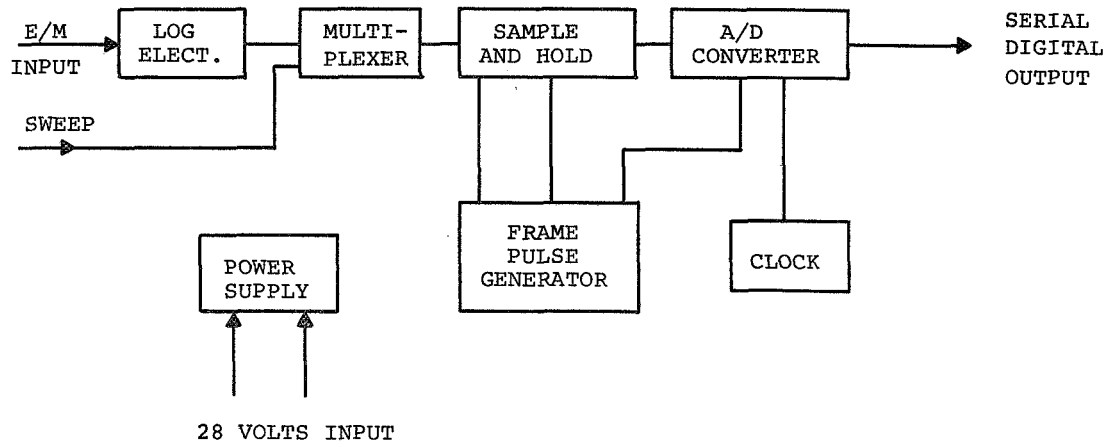 E/M
INPUT
LOG
ELECT.
MULTI-
PLEXER
SAMPLE
AND HOLD
A/D
CONVERTER
SERIAL
DIGITAL
OUTPUT
SWEEP
FRAME
PULSE
GENERATOR
CLOCK
POWER
SUPPLY
28 VOLTS INPUT